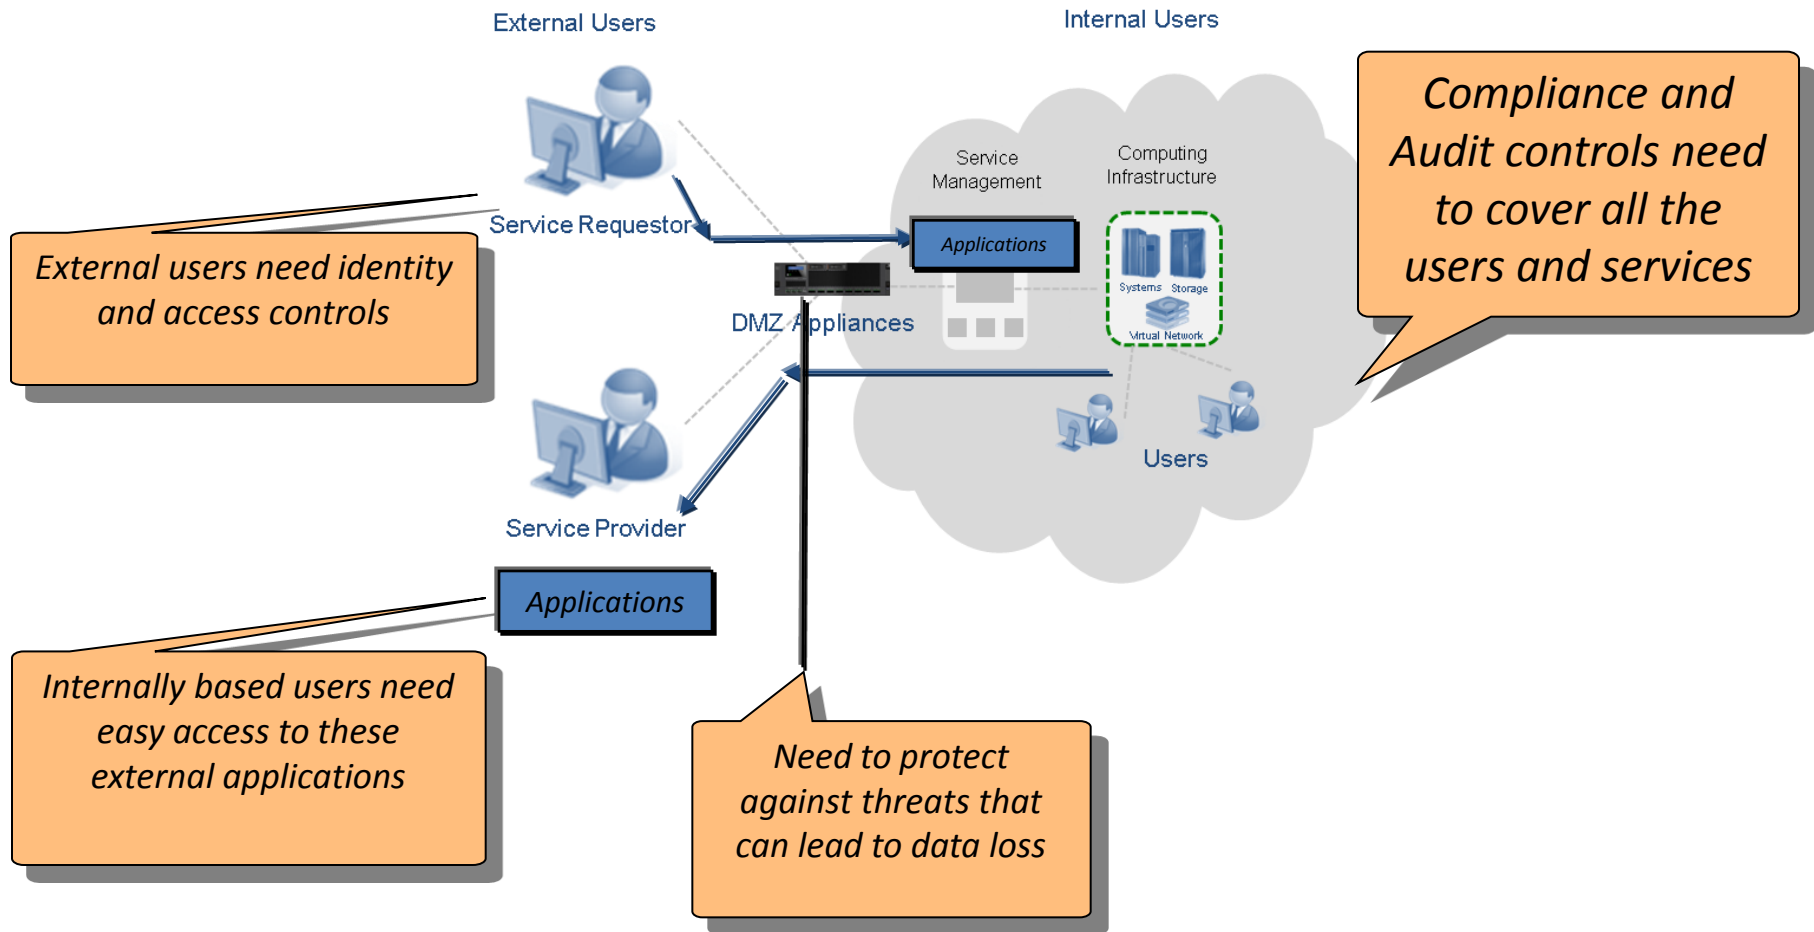 External Users
Internal Users
Compliance and
Audit controls need
to cover all the
users and services
Service
Management
Computing
Infrastructure
Service Requestor
Applications
External users need identity
and access controls
Systems Storage
Virtual Network
DMZ Appliances
Users
Service Provider
Applications
Internally based users need
easy access to these
external applications
Need to protect
against threats that
can lead to data loss